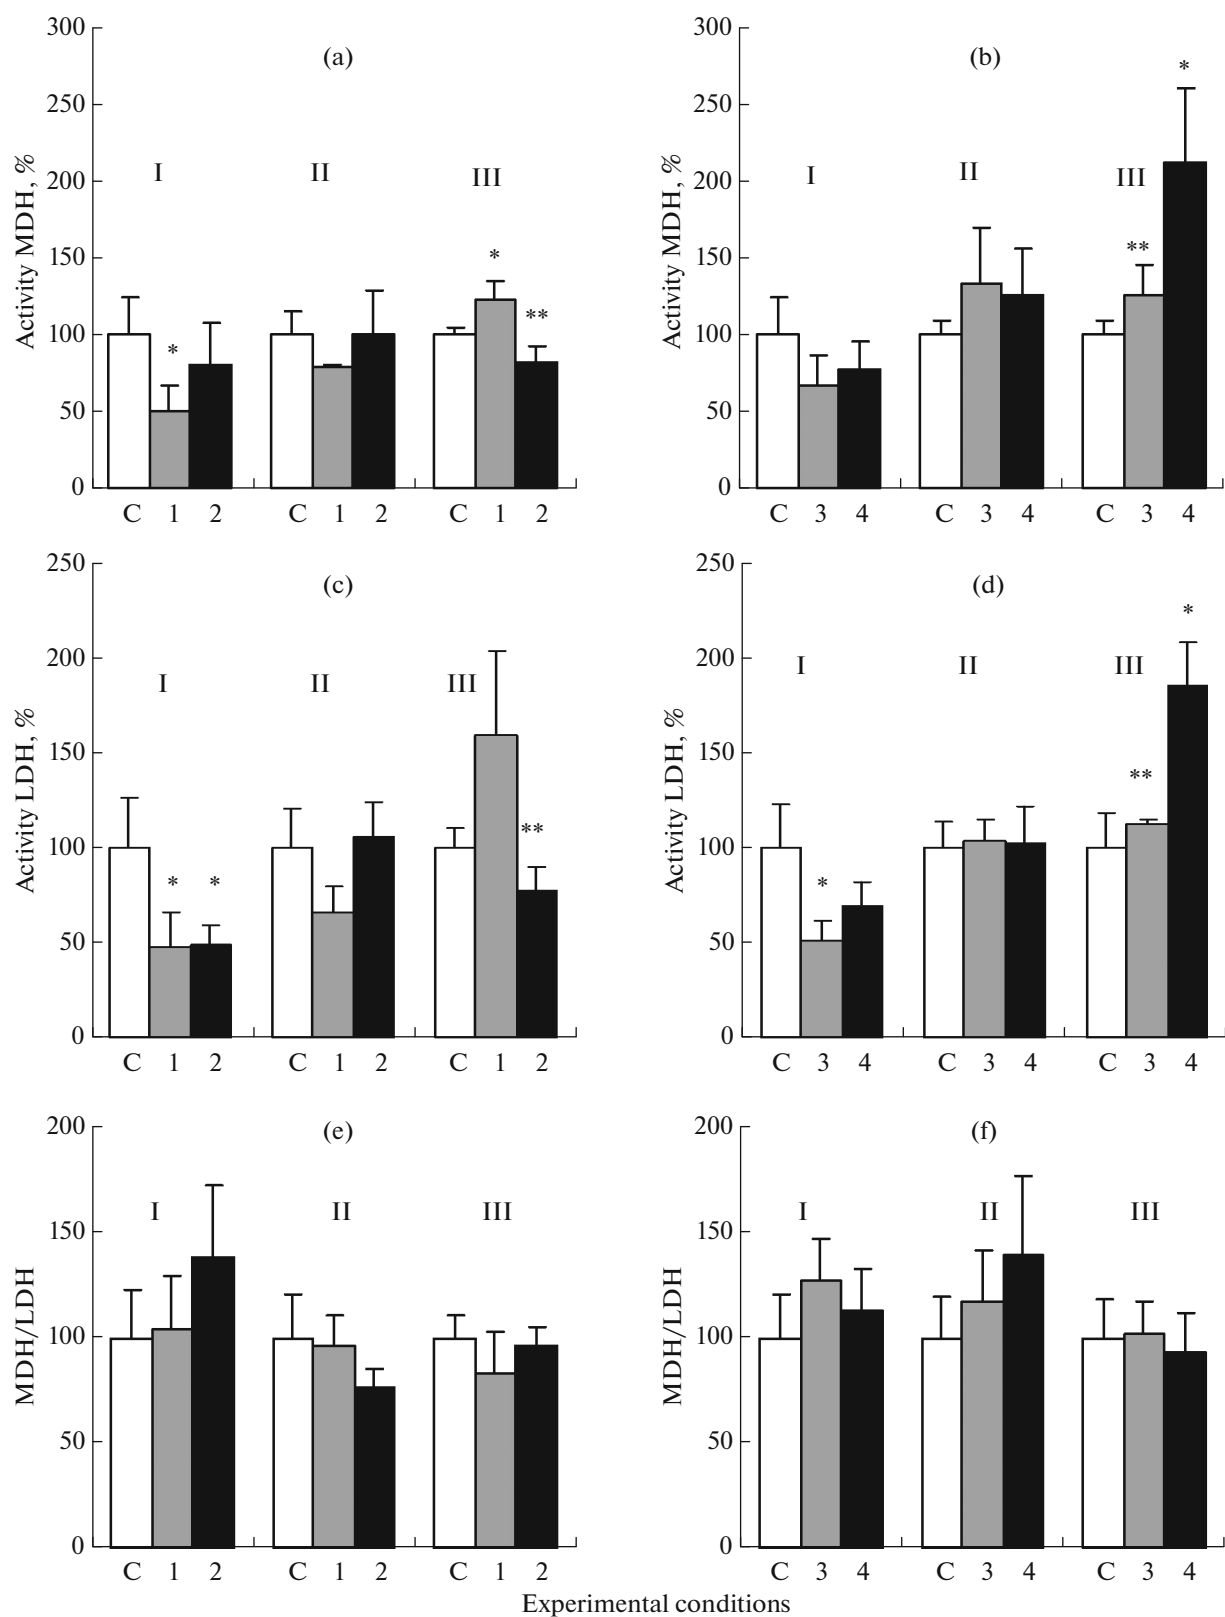 (a)
Activity MDH, %
300
250
200
150
100
50
0
I
II
III
*
*
**
C 1 2
C 1 2
C 1 2
(b)
Activity MDH, %
300
250
200
150
100
50
0
I
II
III
**
*
C 3 4
C 3 4
C 3 4
(c)
Activity LDH, %
250
200
150
100
50
0
I
II
III
*
*
**
C 1 2
C 1 2
C 1 2
(d)
Activity LDH, %
250
200
150
100
50
0
I
II
III
*
**
*
C 3 4
C 3 4
C 3 4
(e)
MDH/LDH
200
150
100
50
0
I
II
III
C 1 2
C 1 2
C 1 2
(f)
MDH/LDH
200
150
100
50
0
I
II
III
C 3 4
C 3 4
C 3 4
Experimental conditions